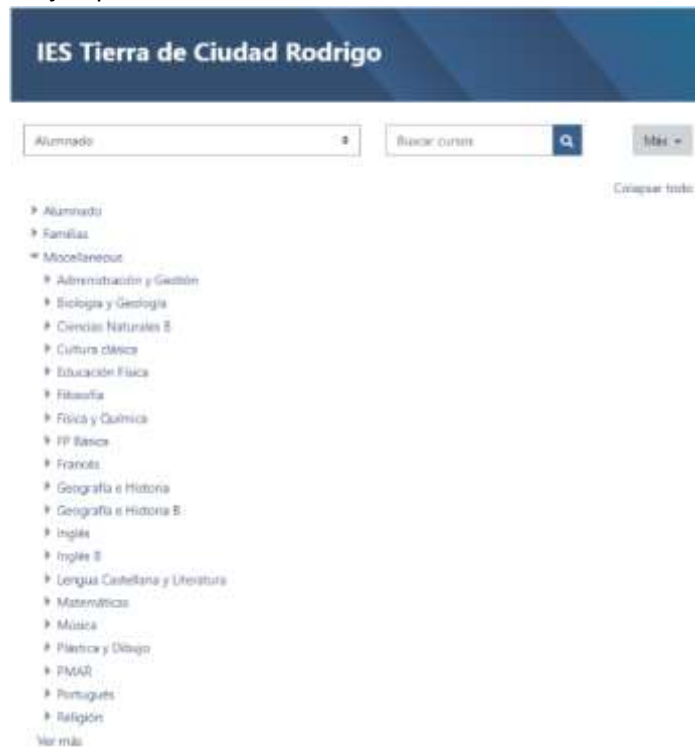 IES Tierra de Ciudad Rodrigo
Alumnado
Buscar cursos
Más
Colapsar todo
Alumnado
Familias
Miscellaneous
Administración y Gestión
Biología y Geología
Ciencias Naturales B
Cultura clásica
Educación Física
Filosofía
Física y Química
FP Básica
Francés
Geografía e Historia
Geografía e Historia B
Inglés
Inglés B
Lengua Castellana y Literatura
Matemáticas
Música
Plástica y Dibujo
PMAR
Portugués
Religión
Ver más